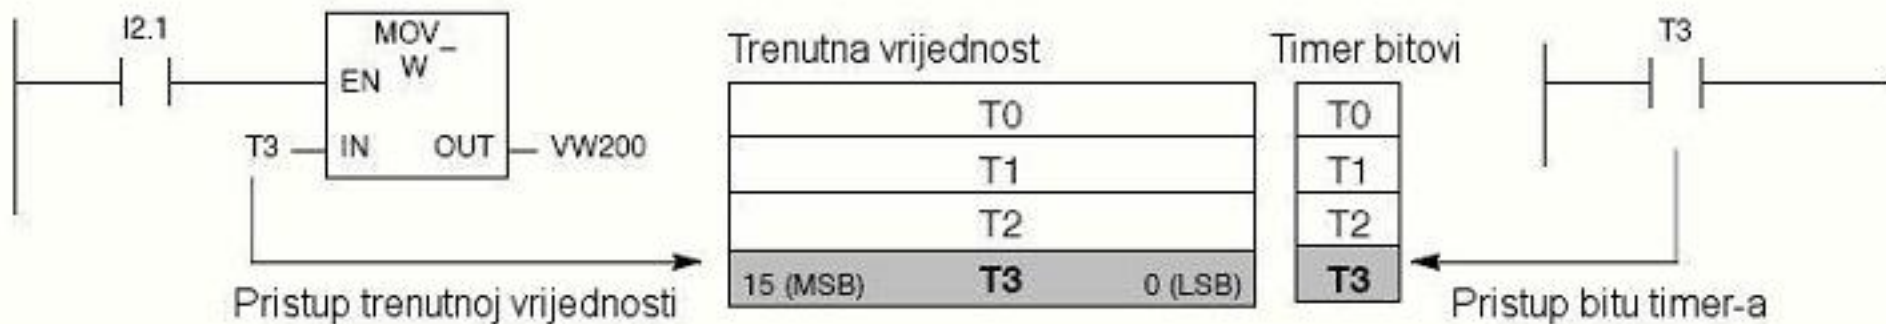 I2.1
MOV_
W
EN
T3 IN OUT VW200
Pristup trenutnoj vrijednosti
Trenutna vrijednost
T0
T1
T2
15 (MSB) T3 0 (LSB)
Timer bitovi
T0
T1
T2
T3
T3
Pristup bitu timer-a